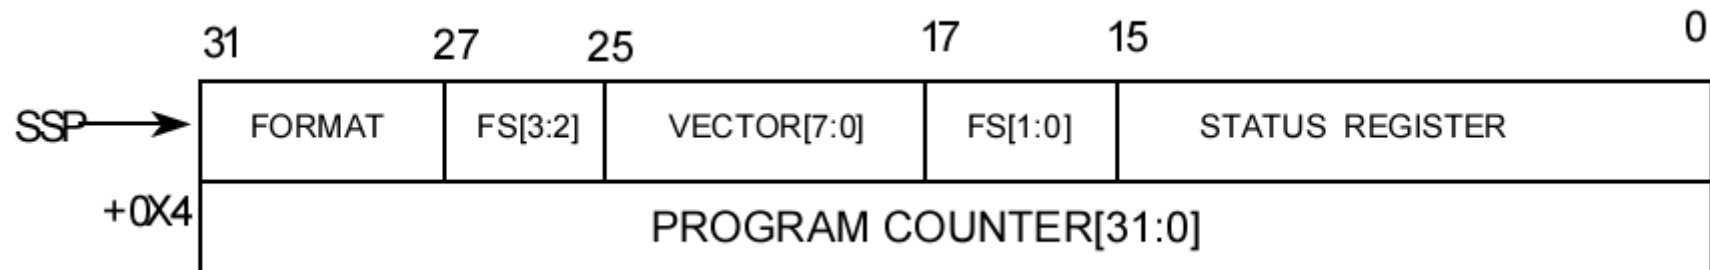 31 27 25 17 15 0
SSP FORMAT FS[3:2] VECTOR[7:0] FS[1:0] STATUS REGISTER
+0X4 PROGRAM COUNTER[31:0]